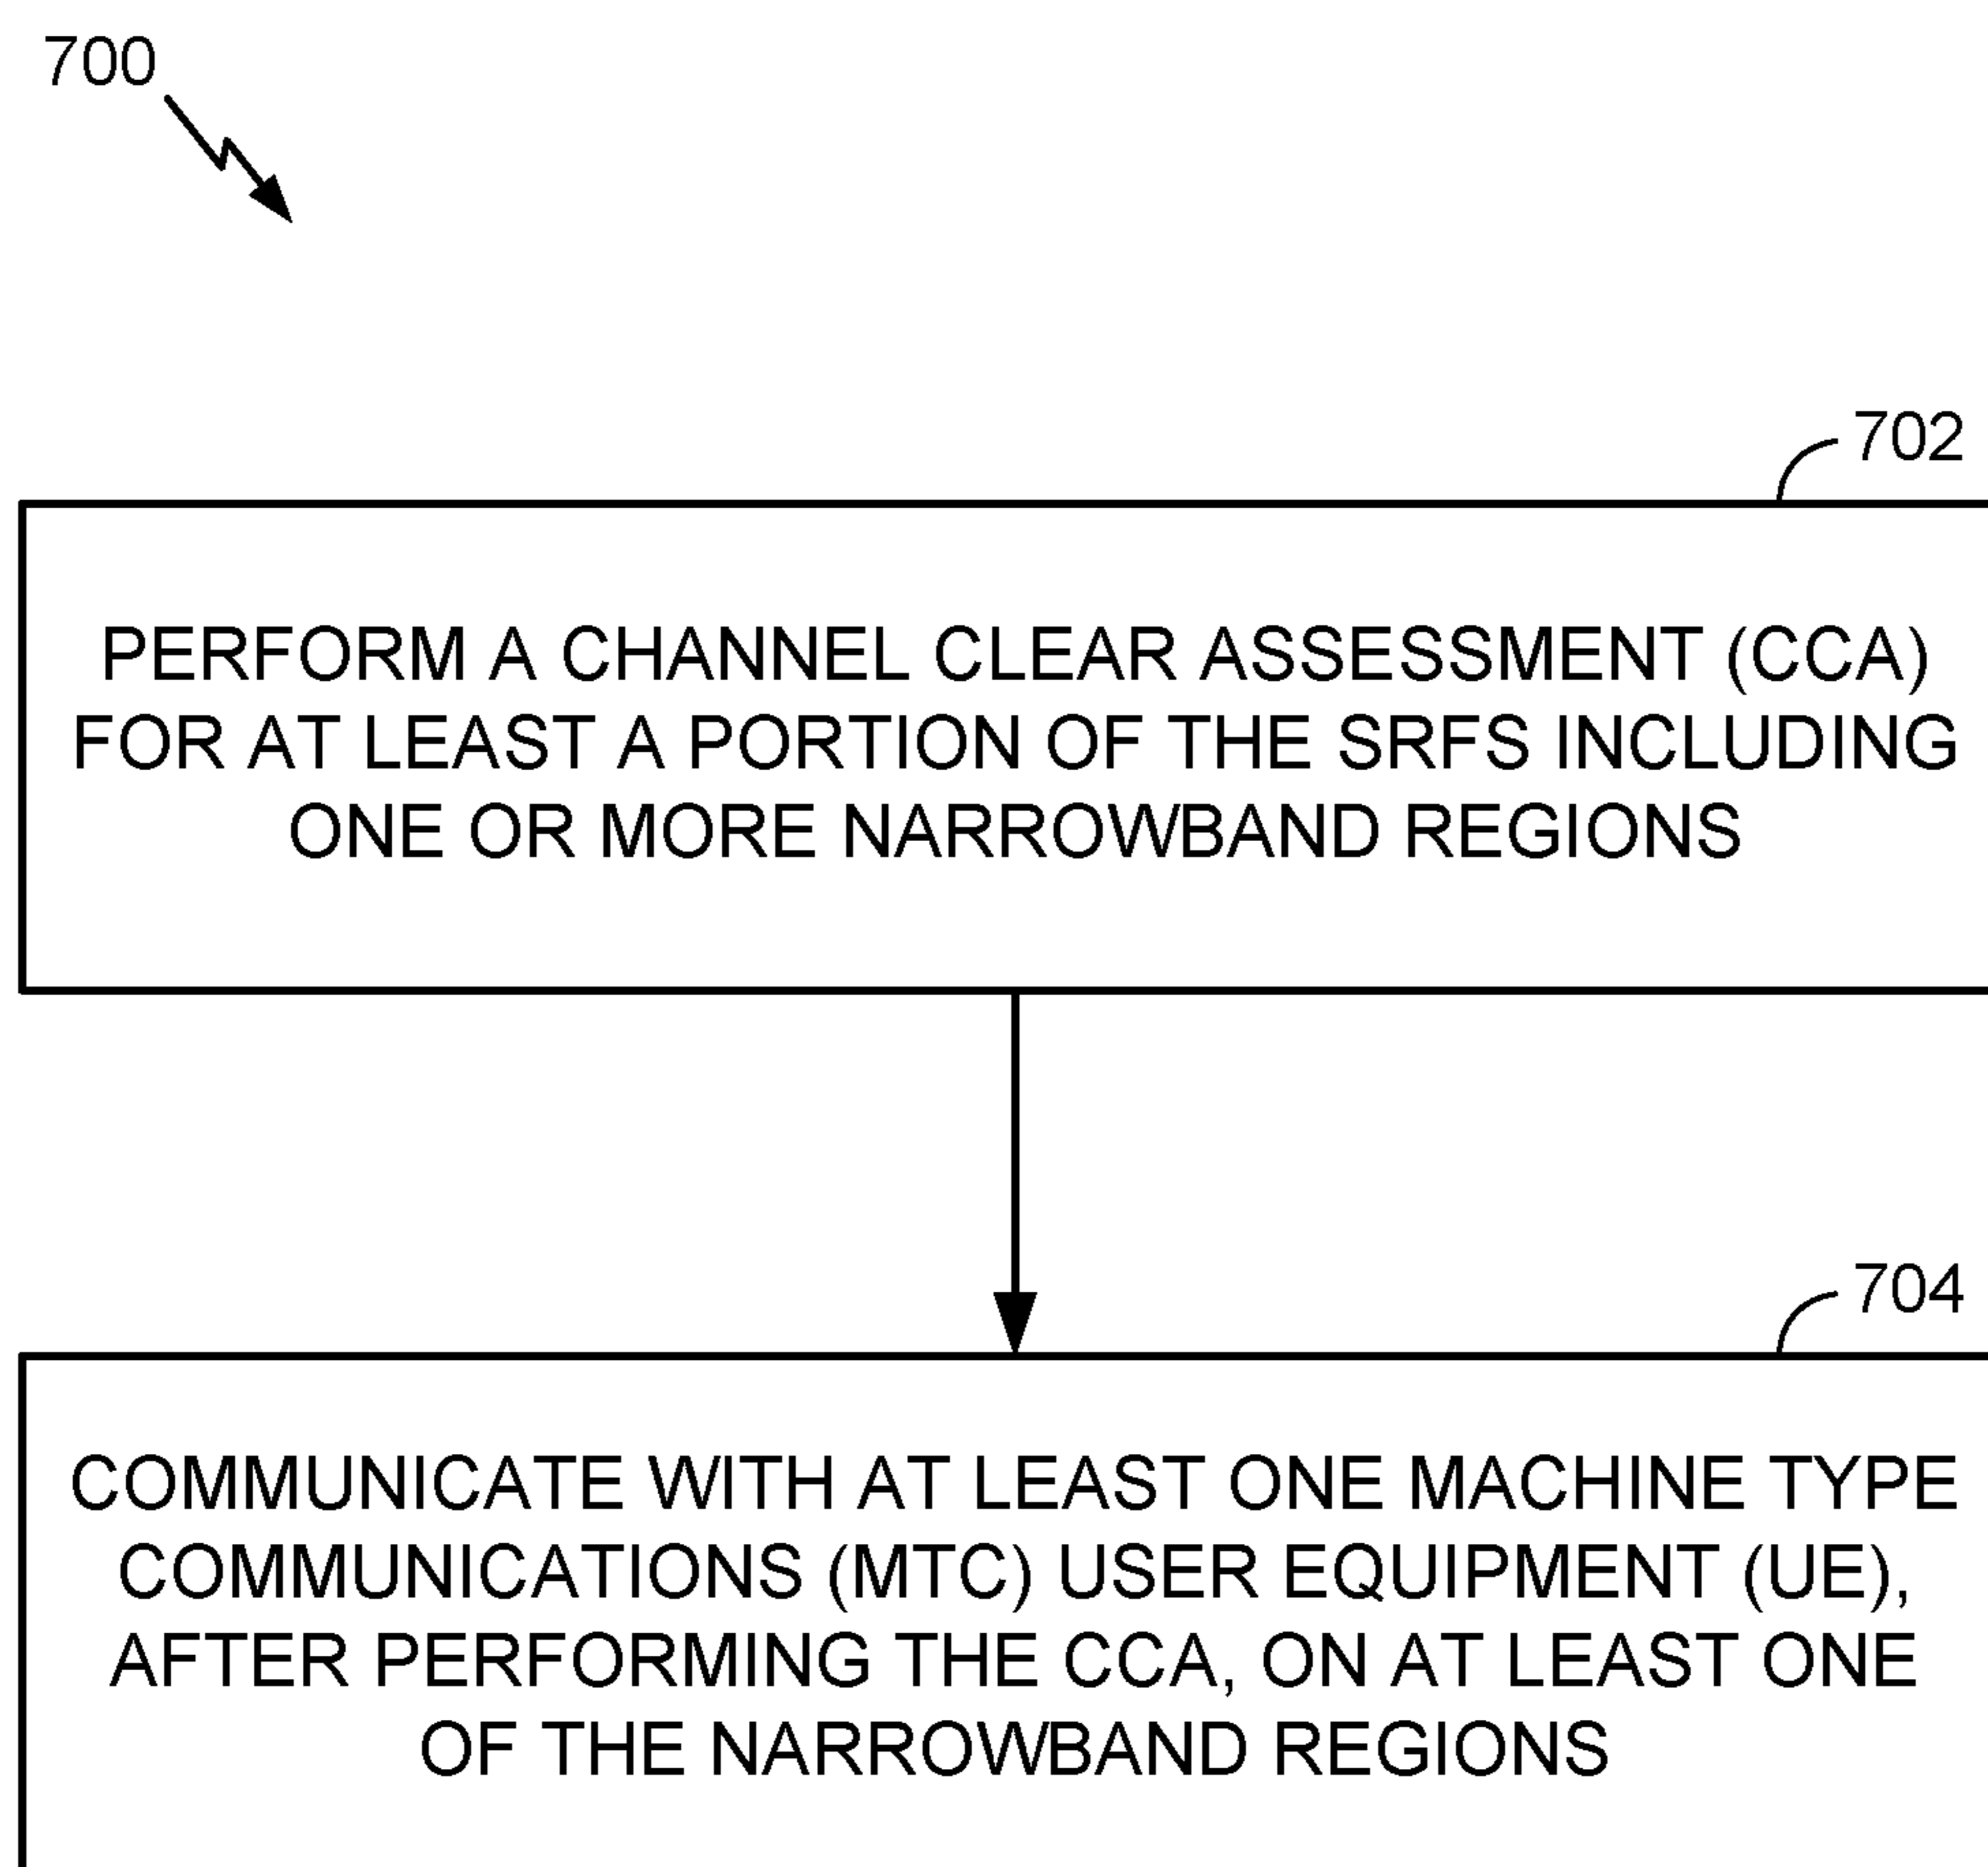 700
702
PERFORM A CHANNEL CLEAR ASSESSMENT (CCA)
FOR AT LEAST A PORTION OF THE SRFS INCLUDING
ONE OR MORE NARROWBAND REGIONS
704
COMMUNICATE WITH AT LEAST ONE MACHINE TYPE
COMMUNICATIONS (MTC) USER EQUIPMENT (UE),
AFTER PERFORMING THE CCA, ON AT LEAST ONE
OF THE NARROWBAND REGIONS